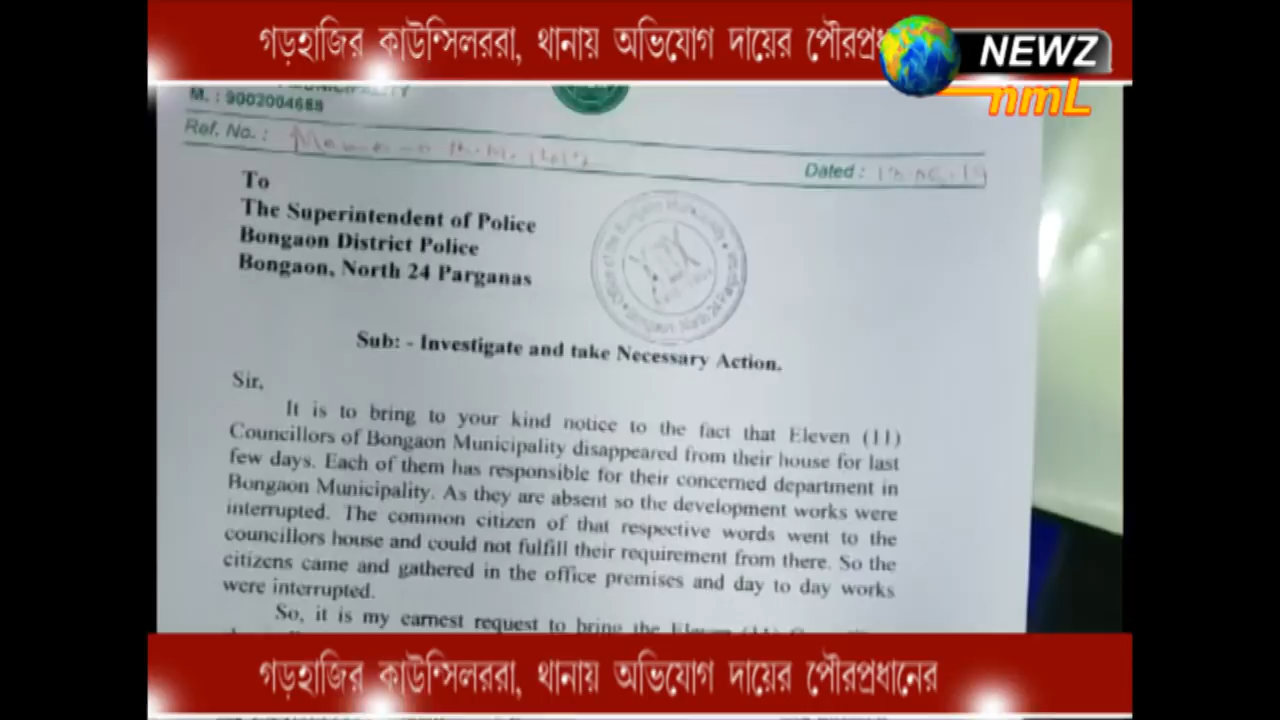 গড়হাজির কাউন্সিলররা, থানায় অভিযোগ দায়ের পৌরপ্রধ
NEWZ
nmL
MUNICIPALITY
M. : 9002004688
Ref. No. :
Dated :
To
The Superintendent of Police
Bongaon District Police
Bongaon, North 24 Parganas
Sub: - Investigate and take Necessary Action.
Sir,
It is to bring to your kind notice to the fact that Eleven (11)
Councillors of Bongaon Municipality disappeared from their house for last
few days. Each of them has responsible for their concerned department in
Bongaon Municipality. As they are absent so the development works were
interrupted. The common citizen of that respective words went to the
councillors house and could not fulfill their requirement from there. So the
citizens came and gathered in the office premises and day to day works
were interrupted.
So, it is my earnest request to bring the Eleven (11)
গড়হাজির কাউন্সিলররা, থানায় অভিযোগ দায়ের পৌরপ্রধানের